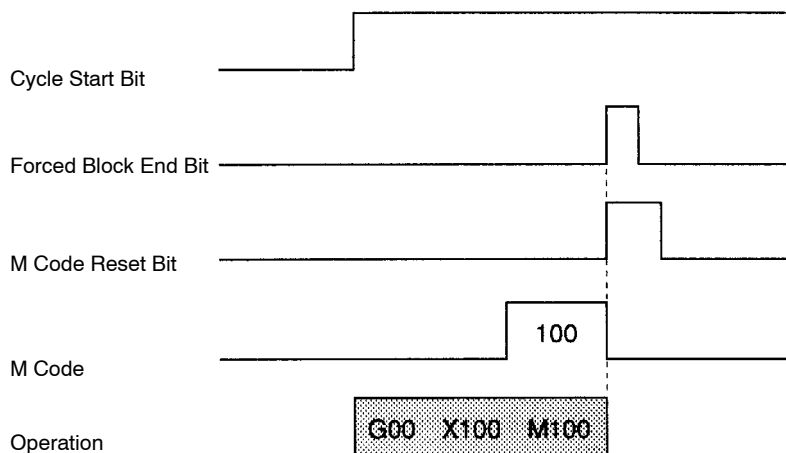 Cycle Start Bit
Forced Block End Bit
M Code Reset Bit
100
M Code
G00 X100 M100
Operation